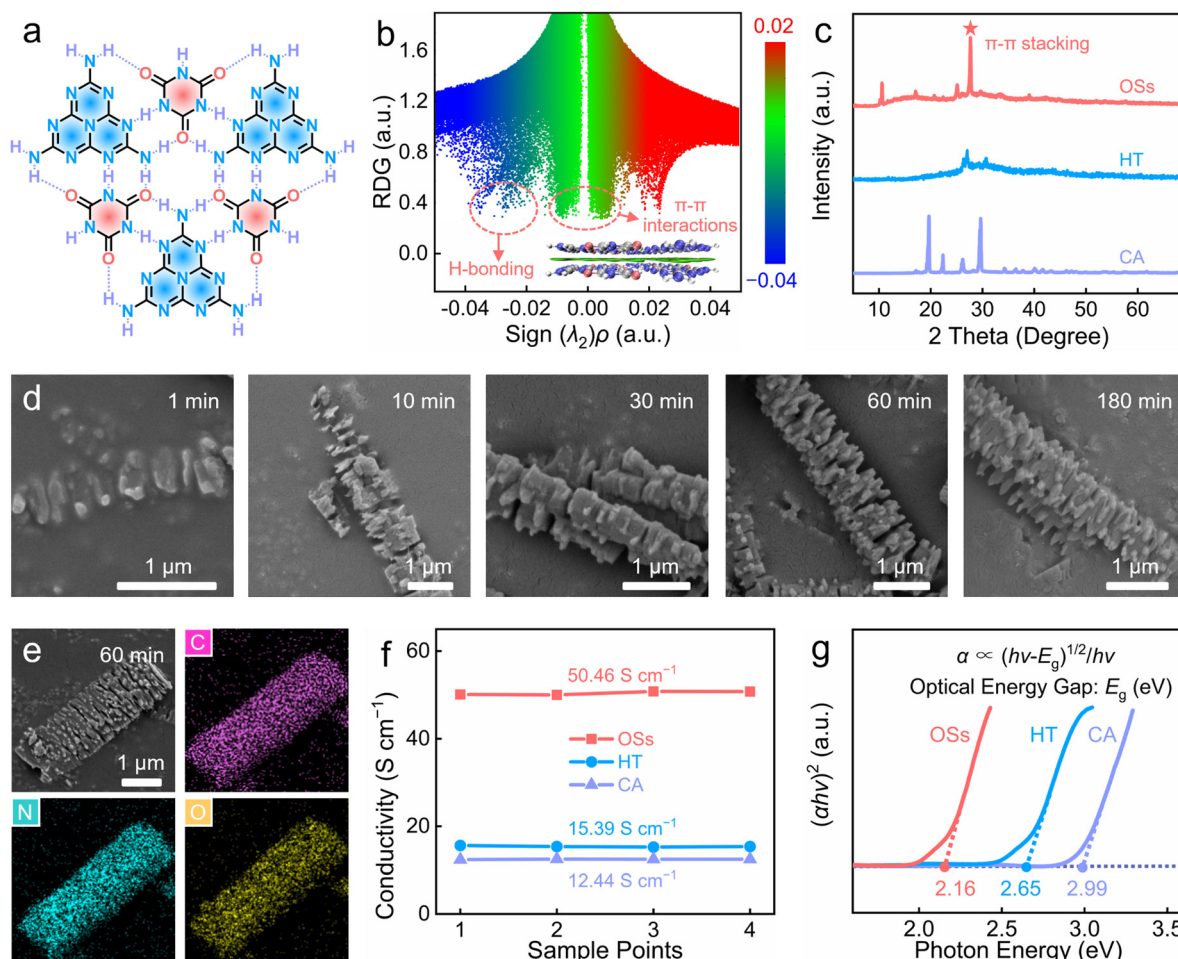 a
H H H H H
N O N O N
N N N N N N
N N N H N N H N N N
N N N O N N N
N N N N H H N N N N
H H H H H H
O O N O O
N N N N N N N N
H O N H N N N H N O H
N N N
H N N N N H
N N
H H
b
RDG (a.u.)
1.6
1.2
0.8
0.4
0.0
H-bonding
π-π
interactions
-0.04 -0.02 0.00 0.02 0.04
Sign (λ2)ρ (a.u.)
0.02
−0.04
c
Intensity (a.u.)
π-π stacking
OSs
HT
CA
10 20 30 40 50 60
2 Theta (Degree)
d
1 min
1 μm
10 min
1 μm
30 min
1 μm
60 min
1 μm
180 min
1 μm
e
60 min
1 μm
C
N
O
f
Conductivity (S cm−1)
60
40
20
0
50.46 S cm−1
OSs
HT
CA
15.39 S cm−1
12.44 S cm−1
1 2 3 4
Sample Points
g
(αhv)2 (a.u.)
α ∝ (hv-Eg)1/2/hv
Optical Energy Gap: Eg (eV)
OSs HT CA
2.16 2.65 2.99
2.0 2.5 3.0 3.5
Photon Energy (eV)